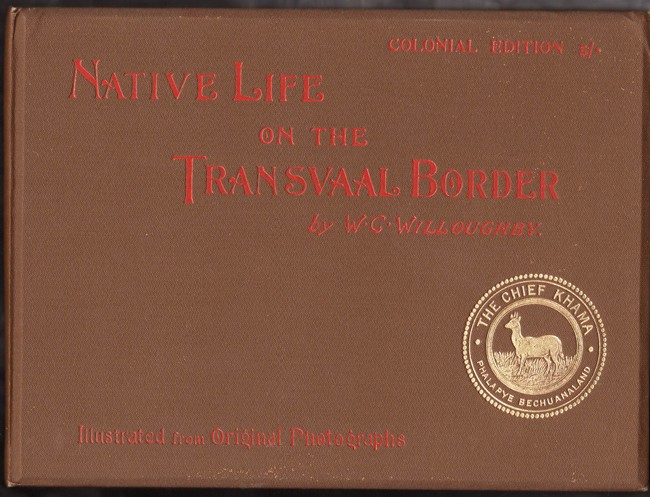 COLONIAL EDITION 6/-
NATIVE LIFE
ON THE
TRANSVAAL BORDER
by W·C·WILLOUGHBY.
THE CHIEF KHAMA
PHALAPYE BECHUANALAND
Illustrated from Original Photographs